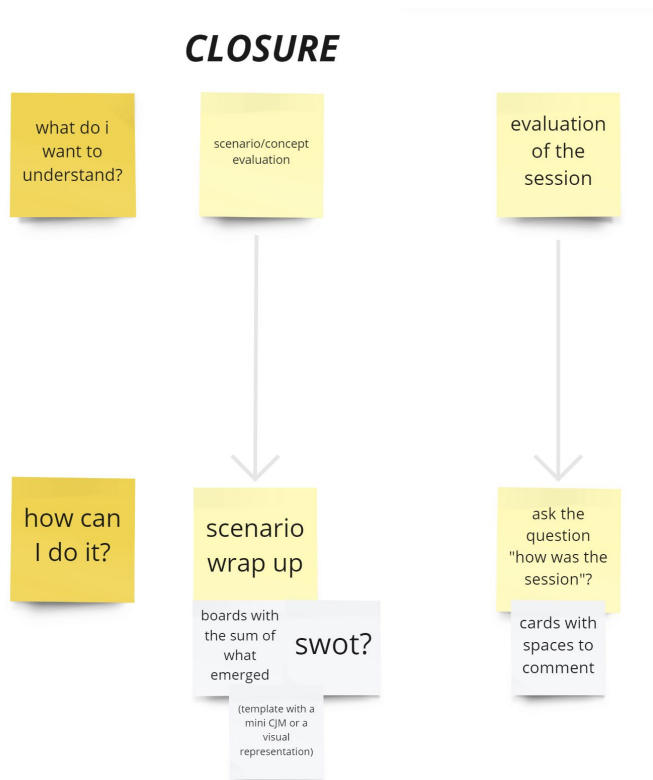 CLOSURE
what do i
want to
understand?
scenario/concept
evaluation
evaluation
of the
session
how can
I do it?
scenario
wrap up
boards with
the sum of
what
emerged
swot?
(template with a
mini CJM or a
visual
representation)
ask the
question
"how was the
session"?
cards with
spaces to
comment